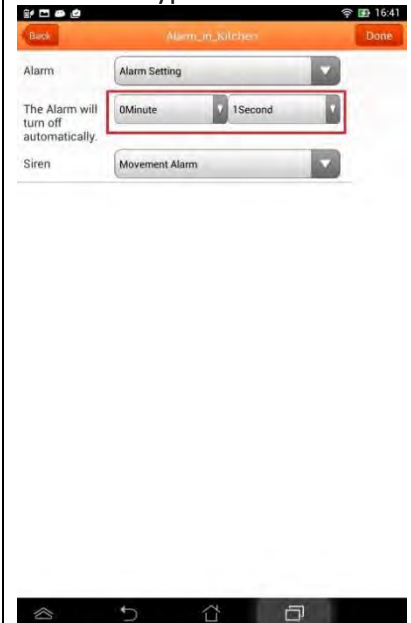 16:41
Back Alarm_in_Kitchen Done
Alarm Alarm Setting
The Alarm will
turn off
automatically.
0Minute 1Second
Siren Movement Alarm